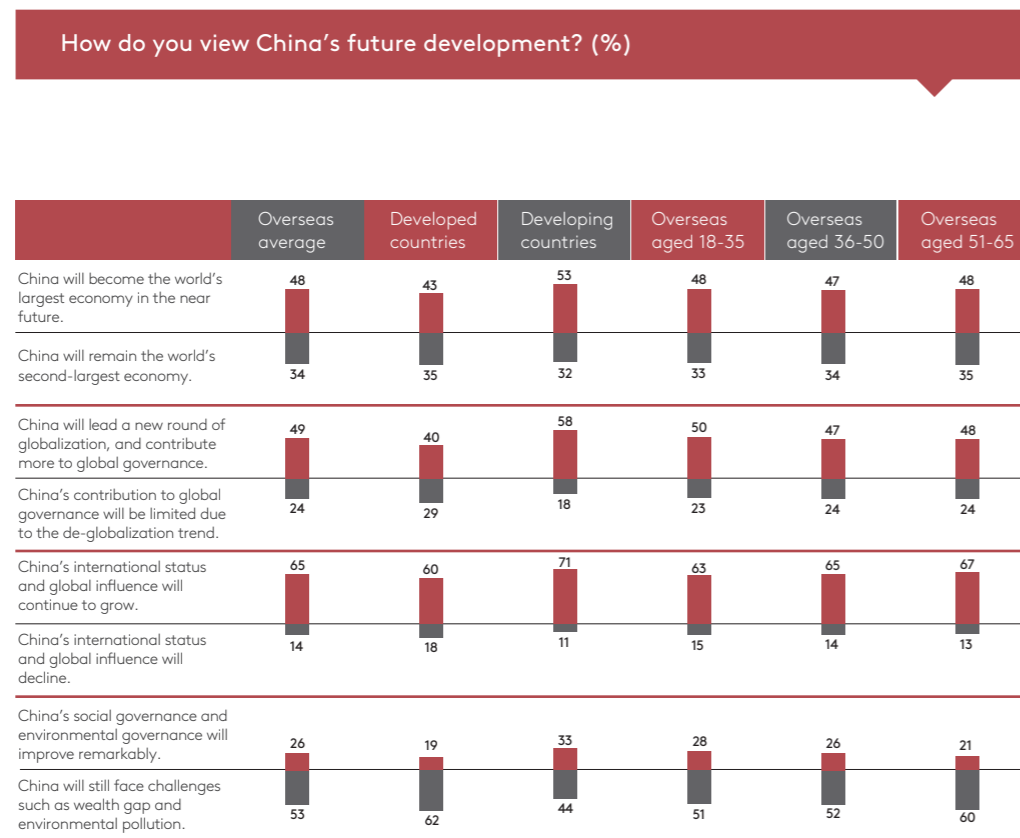 How do you view China's future development? (%)
Overseas average
Developed countries
Developing countries
Overseas aged 18-35
Overseas aged 36-50
Overseas aged 51-65
China will become the world's
largest economy in the near
future.
48 43 53 48 47 48
China will remain the world's
second-largest economy.
34 35 32 33 34 35
China will lead a new round of
globalization, and contribute
more to global governance.
49 40 58 50 47 48
China's contribution to global
governance will be limited due
to the de-globalization trend.
24 29 18 23 24 24
China's international status
and global influence will
continue to grow.
65 60 71 63 65 67
China's international status
and global influence will
decline.
14 18 11 15 14 13
China's social governance and
environmental governance will
improve remarkably.
26 19 33 28 26 21
China will still face challenges
such as wealth gap and
environmental pollution.
53 62 44 51 52 60